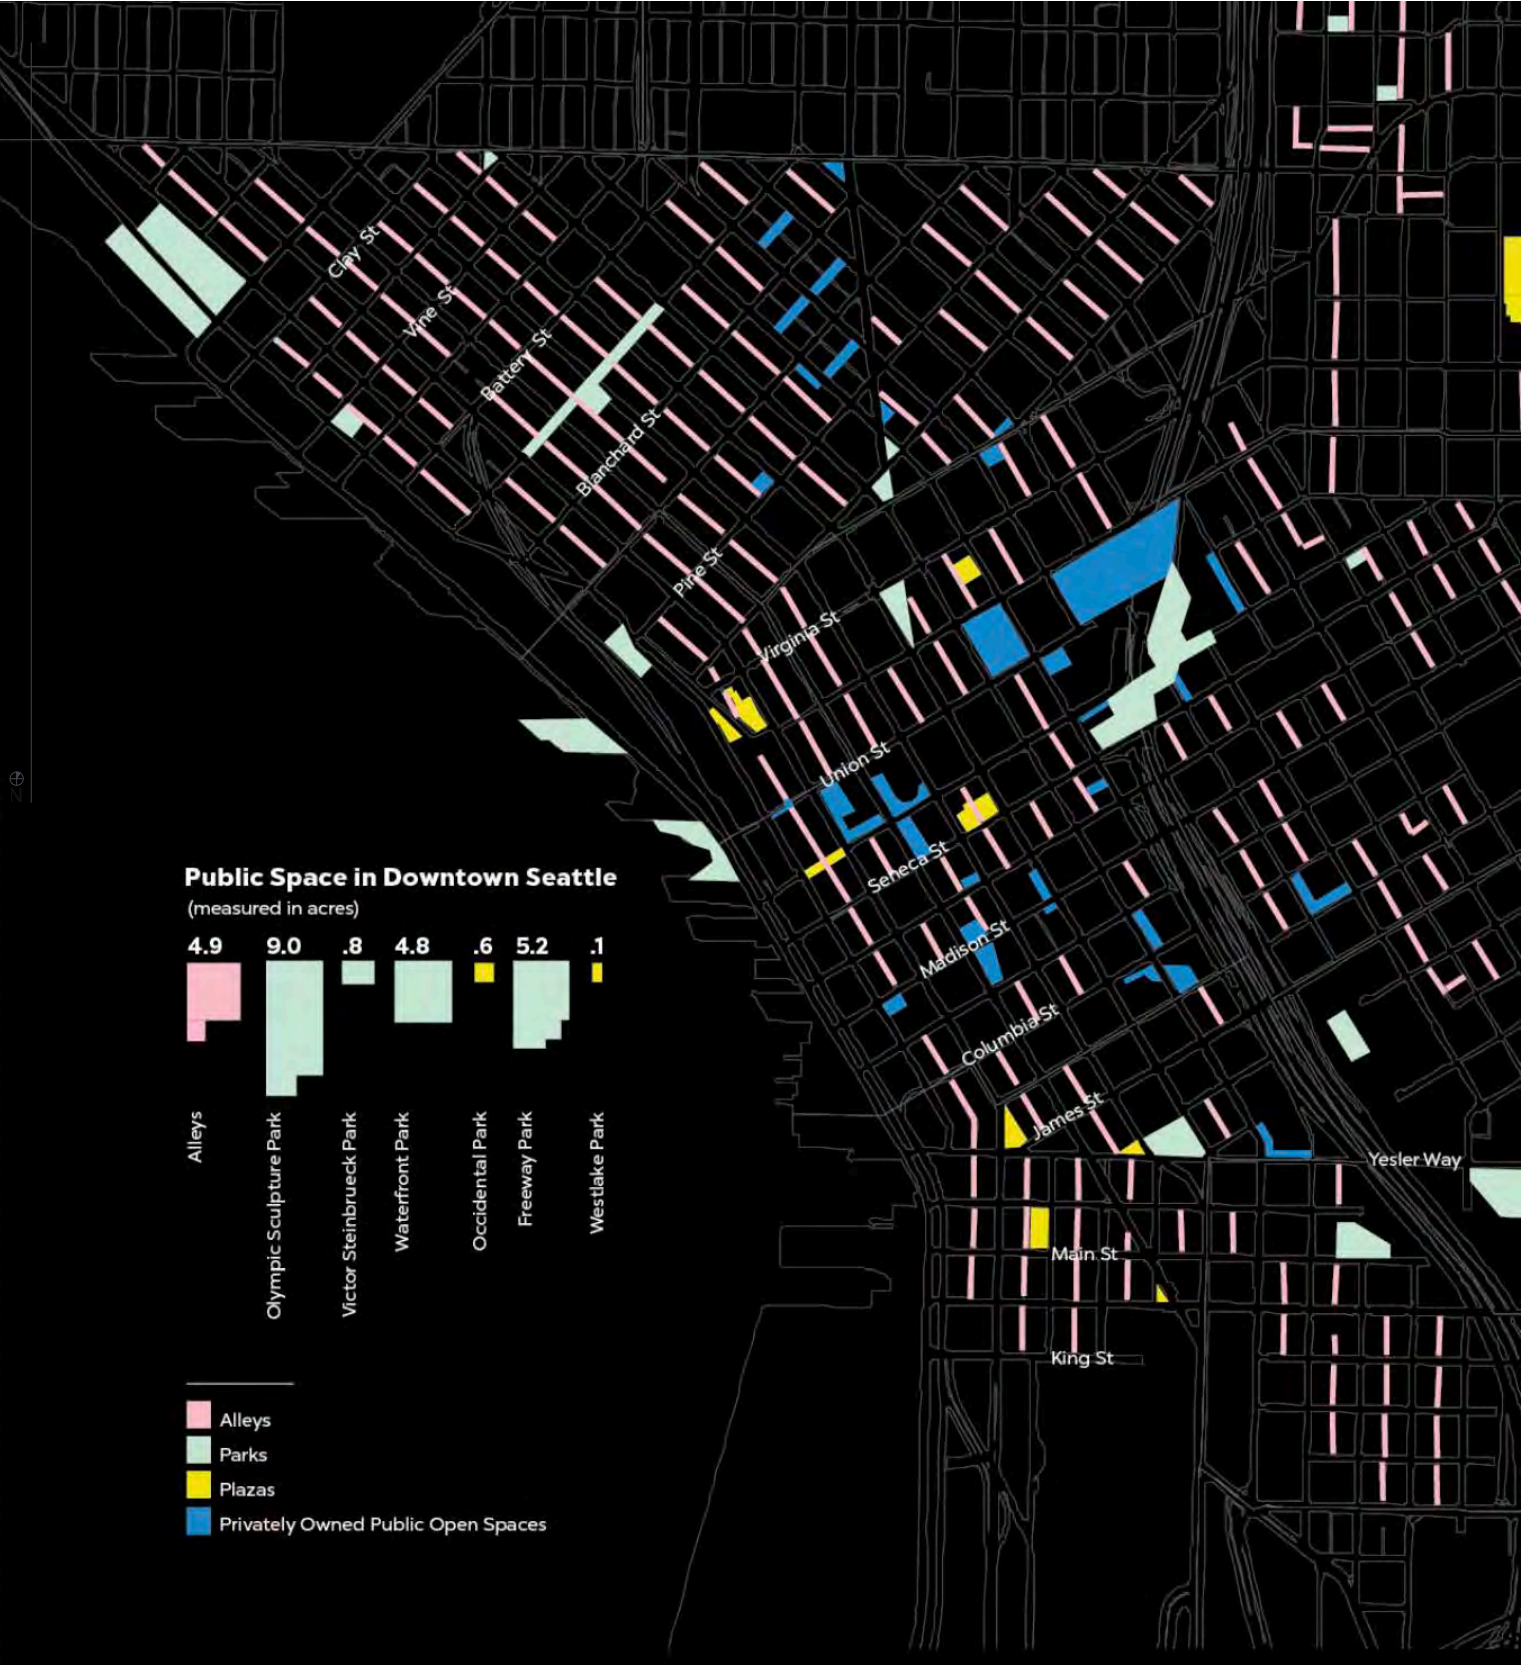 Clay St
Vine St
Battery St
Blanchard St
Pine St
Virginia St
Union St
Seneca St
Madison St
Columbia St
James St
Yesler Way
Main St
King St
N
Public Space in Downtown Seattle
(measured in acres)
4.9 9.0 .8 4.8 .6 5.2 .1
Alleys
Olympic Sculpture Park
Victor Steinbrueck Park
Waterfront Park
Occidental Park
Freeway Park
Westlake Park
Alleys
Parks
Plazas
Privately Owned Public Open Spaces